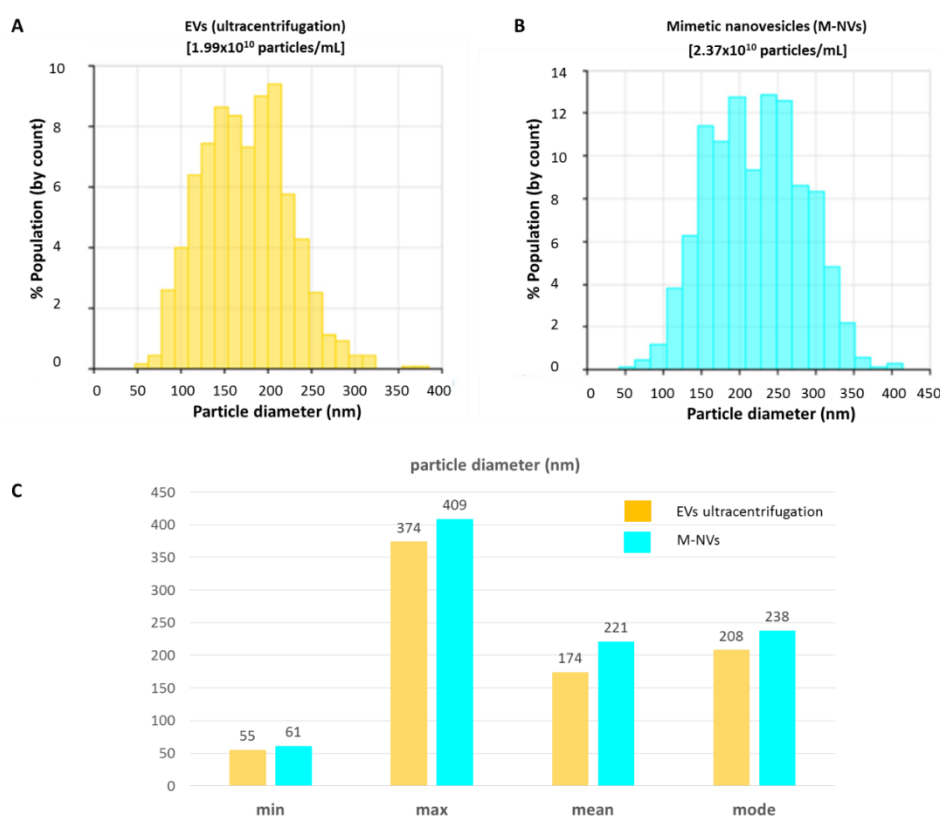 A
EVs (ultracentrifugation)
[1.99x10¹⁰ particles/mL]
% Population (by count)
10
8
6
4
2
0
0 50 100 150 200 250 300 350 400
Particle diameter (nm)
B
Mimetic nanovesicles (M-NVs)
[2.37x10¹⁰ particles/mL]
% Population (by count)
14
12
10
8
6
4
2
0
0 50 100 150 200 250 300 350 400 450
Particle diameter (nm)
C
particle diameter (nm)
450
400
350
300
250
200
150
100
50
0
EVs ultracentrifugation
M-NVs
55 61
374 409
174 221
208 238
min max mean mode